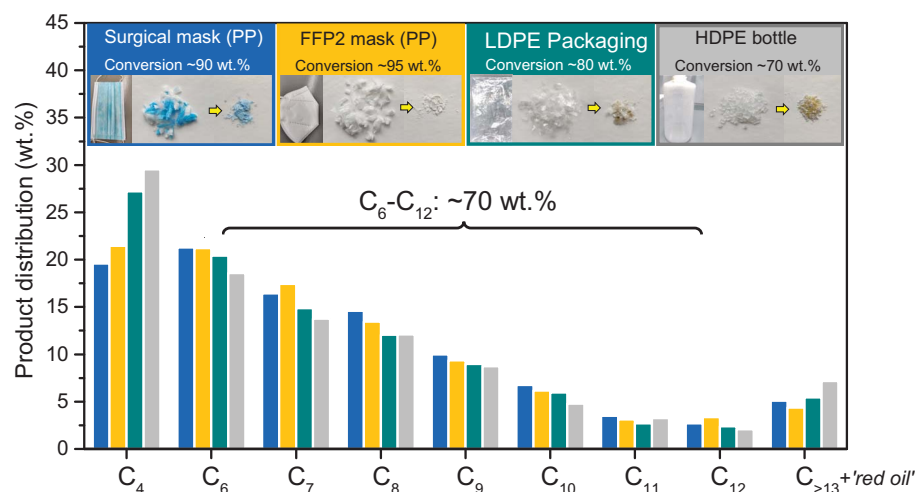 45
40
35
30
25
20
15
10
5
0
Product distribution (wt.%)
Surgical mask (PP)
Conversion ~90 wt.%
FFP2 mask (PP)
Conversion ~95 wt.%
LDPE Packaging
Conversion ~80 wt.%
HDPE bottle
Conversion ~70 wt.%
C₆-C₁₂: ~70 wt.%
C₄ C₆ C₇ C₈ C₉ C₁₀ C₁₁ C₁₂ C>₁₃+'red oil'